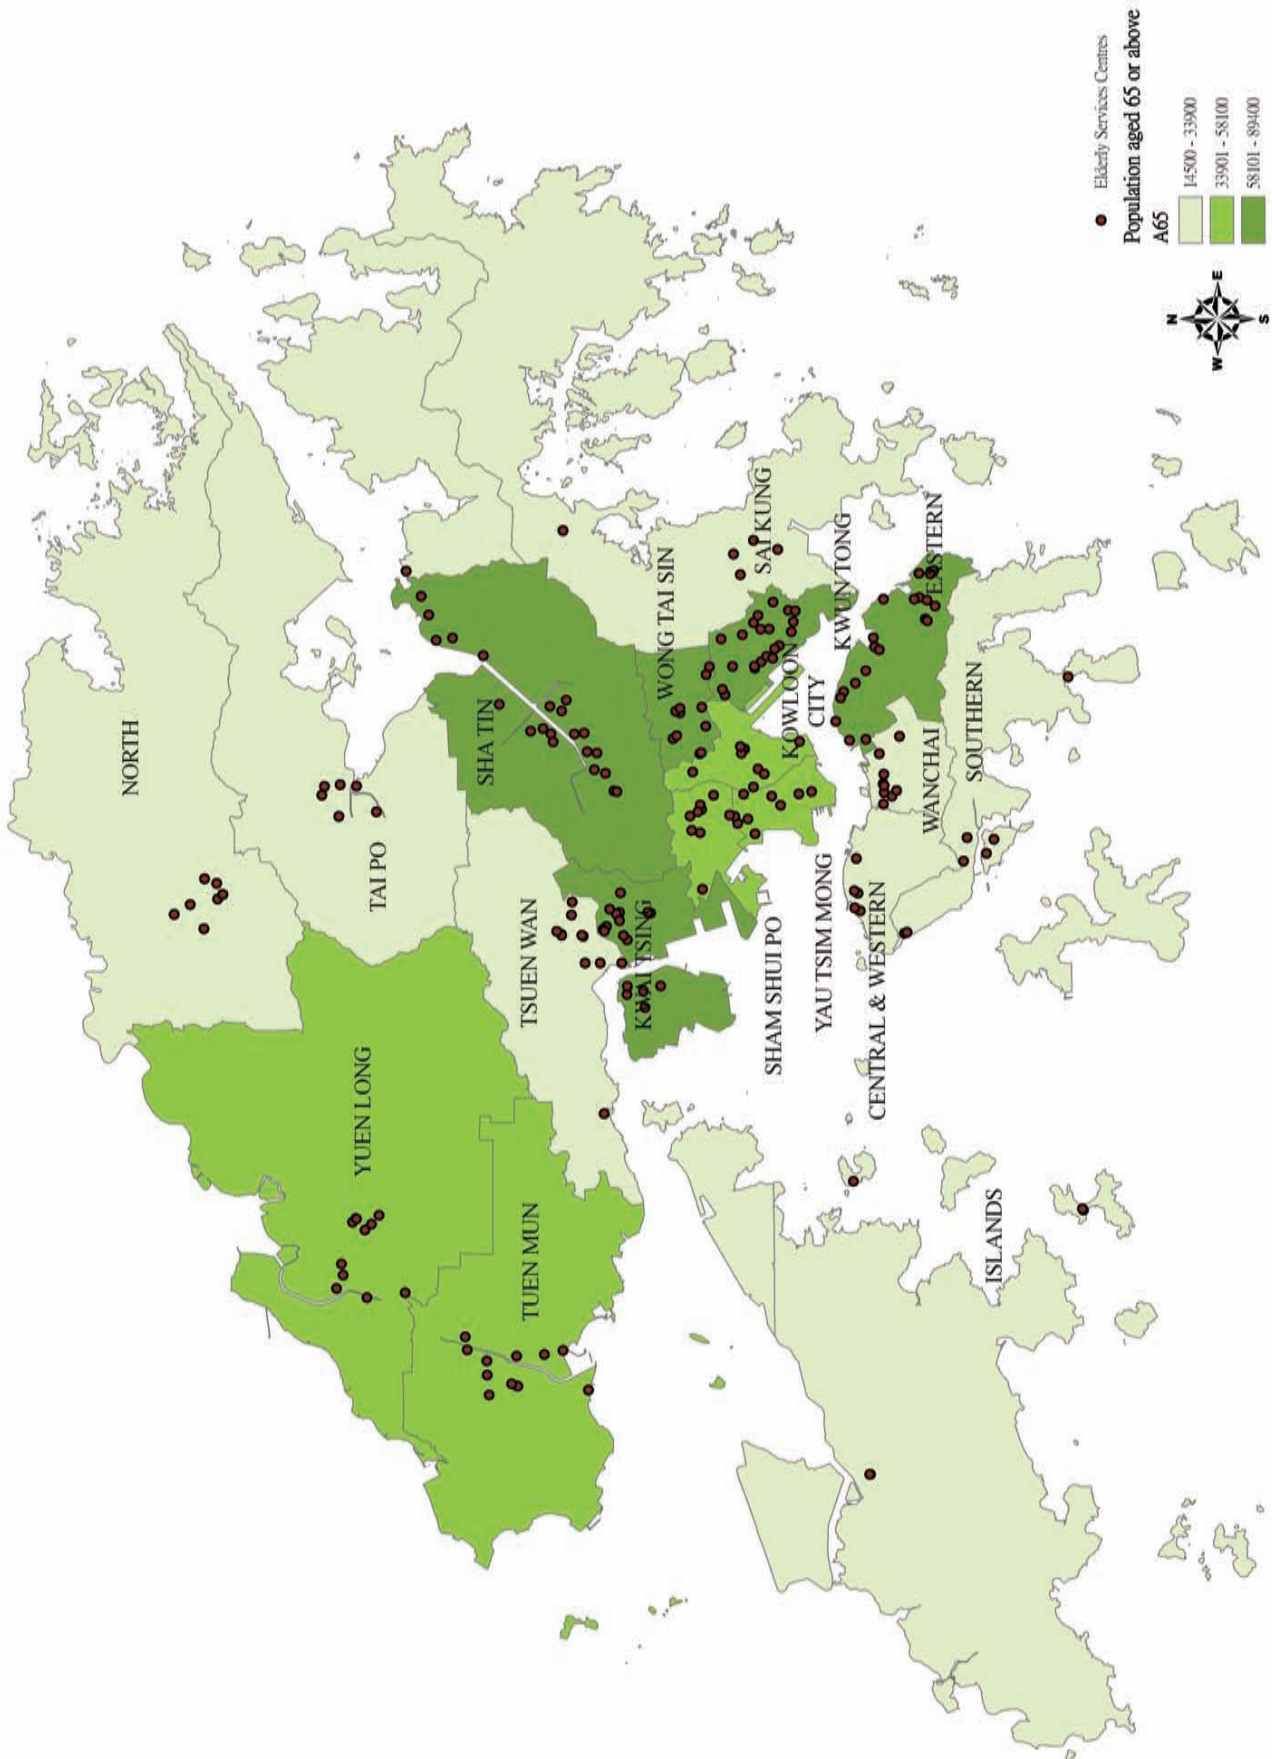 NORTH
TAI PO
YUEN LONG
SHA TIN
TSUEN WAN
TUEN MUN
KWAI TSING
WONG TAI SIN
SAI KUNG
SHAM SHUI PO
KOWLOON
CITY
YAU TSIM MONG
KWUN TONG
CENTRAL & WESTERN
WANCHAI
EASTERN
SOUTHERN
ISLANDS
N
W
E
S
Elderly Services Centres
Population aged 65 or above
A65
14500 - 33900
33901 - 58100
58101 - 89400